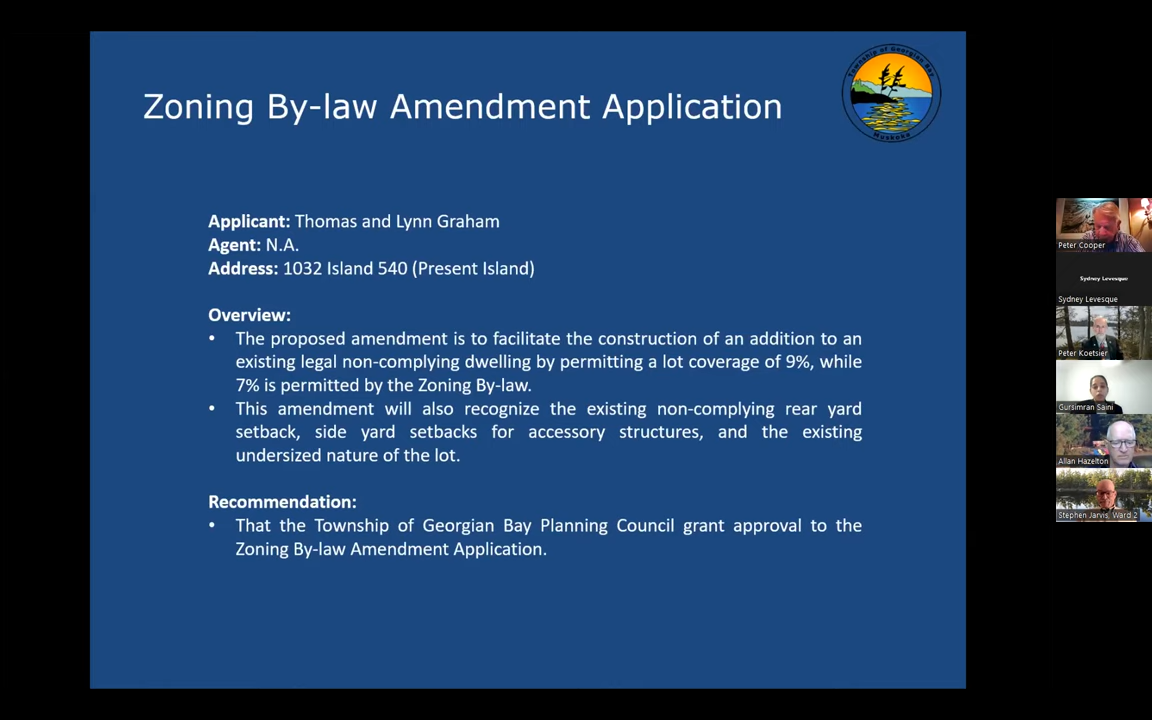 Zoning By-law Amendment Application
Township of Georgian Bay
Muskoka
Applicant: Thomas and Lynn Graham
Agent: N.A.
Address: 1032 Island 540 (Present Island)
Overview:
• The proposed amendment is to facilitate the construction of an addition to an
existing legal non-complying dwelling by permitting a lot coverage of 9%, while
7% is permitted by the Zoning By-law.
• This amendment will also recognize the existing non-complying rear yard
setback, side yard setbacks for accessory structures, and the existing
undersized nature of the lot.
Recommendation:
• That the Township of Georgian Bay Planning Council grant approval to the
Zoning By-law Amendment Application.
Peter Cooper
Sydney Levesque
Sydney Levesque
Peter Koetsier
Gursimran Saini
Allan Hazelton
Stephen Jarvis, Ward 2